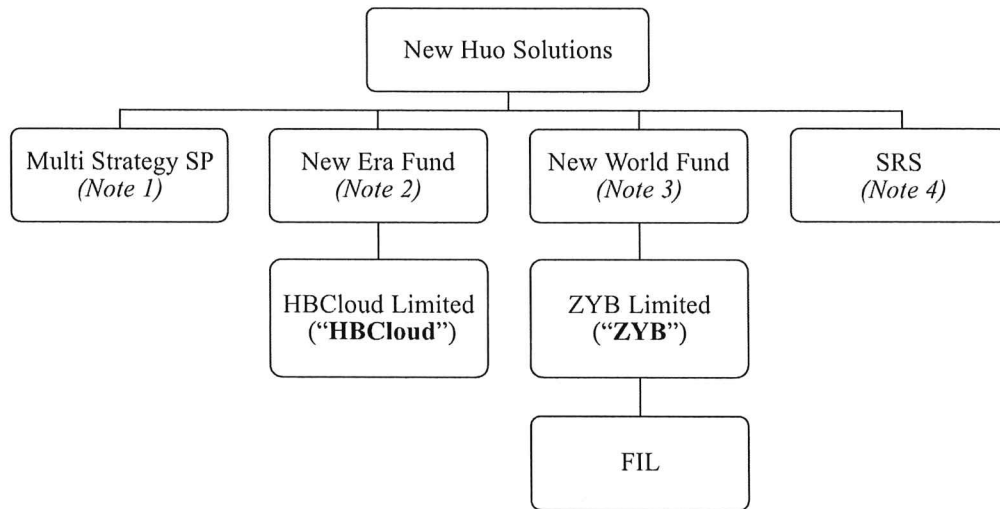 New Huo Solutions
Multi Strategy SP
(Note 1)
New Era Fund
(Note 2)
New World Fund
(Note 3)
SRS
(Note 4)
HBCloud Limited
(“HBCloud”)
ZYB Limited
(“ZYB”)
FIL